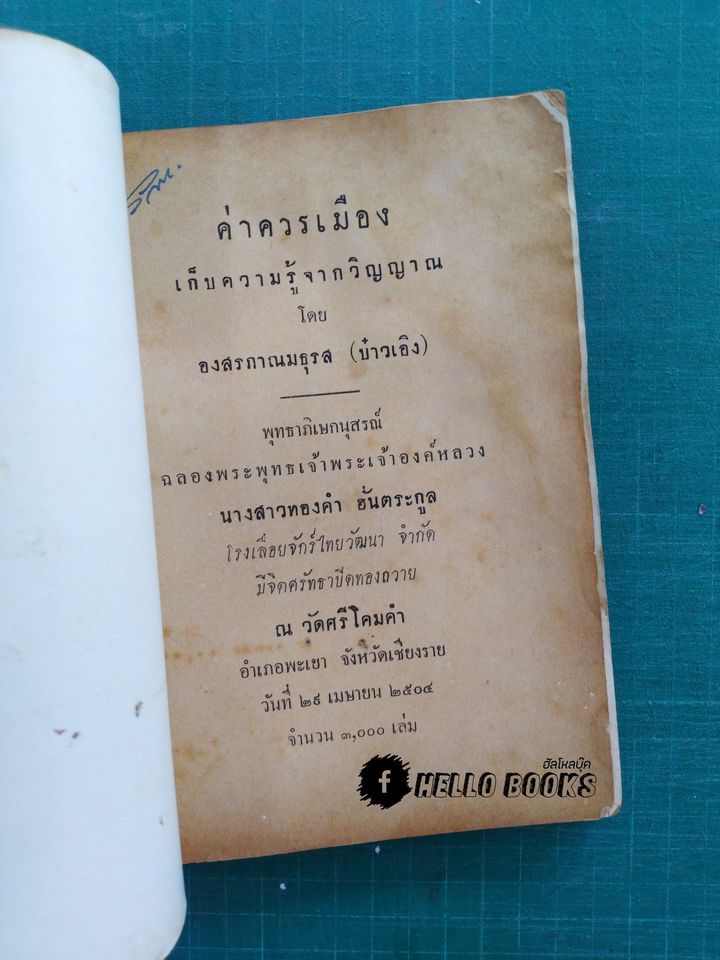 ค่าควรเมือง
เก็บความรู้จากวิญญาณ
โดย
องสรภาณมธุรส (บ๋าวเอิง)
พุทธาภิเษกนุสรณ์
ฉลองพระพุทธเจ้าพระเจ้าองค์หลวง
นางสาวทองคำ ฮั่นตระกูล
โรงเลื่อยจักร์ไทยวัฒนา จำกัด
มีจิตศรัทธาปิดทองถวาย
ณ วัดศรีโคมคำ
อำเภอพะเยา จังหวัดเชียงราย
วันที่ ๒๙ เมษายน ๒๕๐๔
จำนวน ๓,๐๐๐ เล่ม
ฮัลโหลบุ๊ค
f HELLO BOOKS